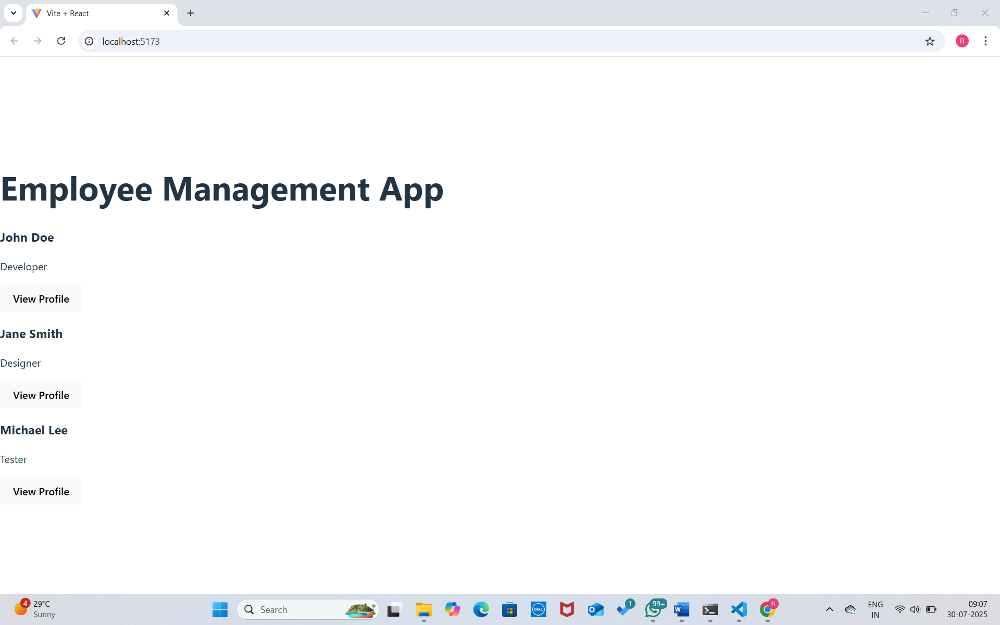 Vite + React
localhost:5173
R
Employee Management App
John Doe
Developer
View Profile
Jane Smith
Designer
View Profile
Michael Lee
Tester
View Profile
4
29°C
Sunny
Search
DELL
1
99+
W
R
ENG
IN
09:07
30-07-2025